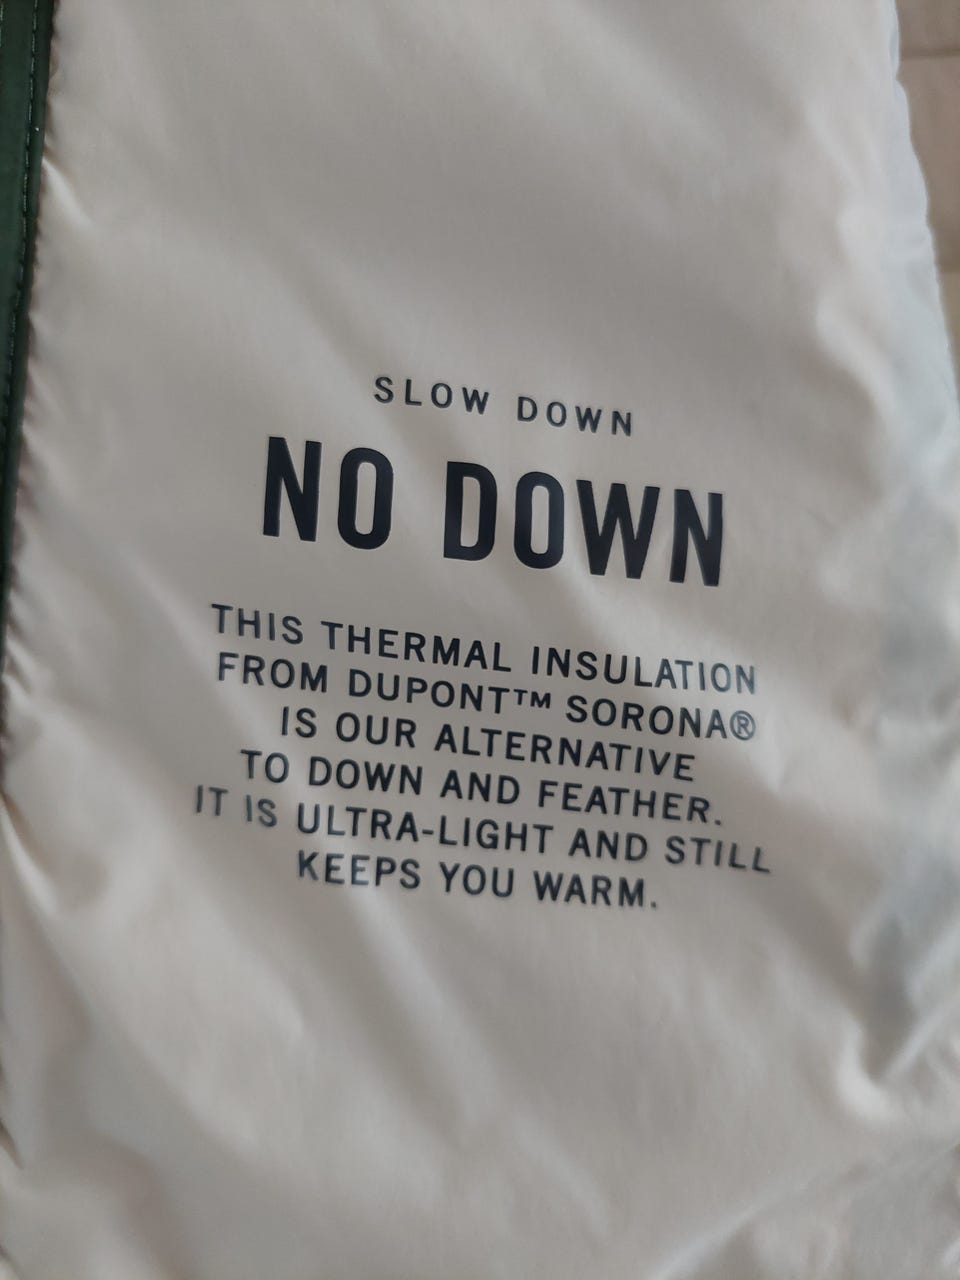 SLOW DOWN
NO DOWN
THIS THERMAL INSULATION
FROM DUPONT™ SORONA®
IS OUR ALTERNATIVE
TO DOWN AND FEATHER.
IT IS ULTRA-LIGHT AND STILL
KEEPS YOU WARM.